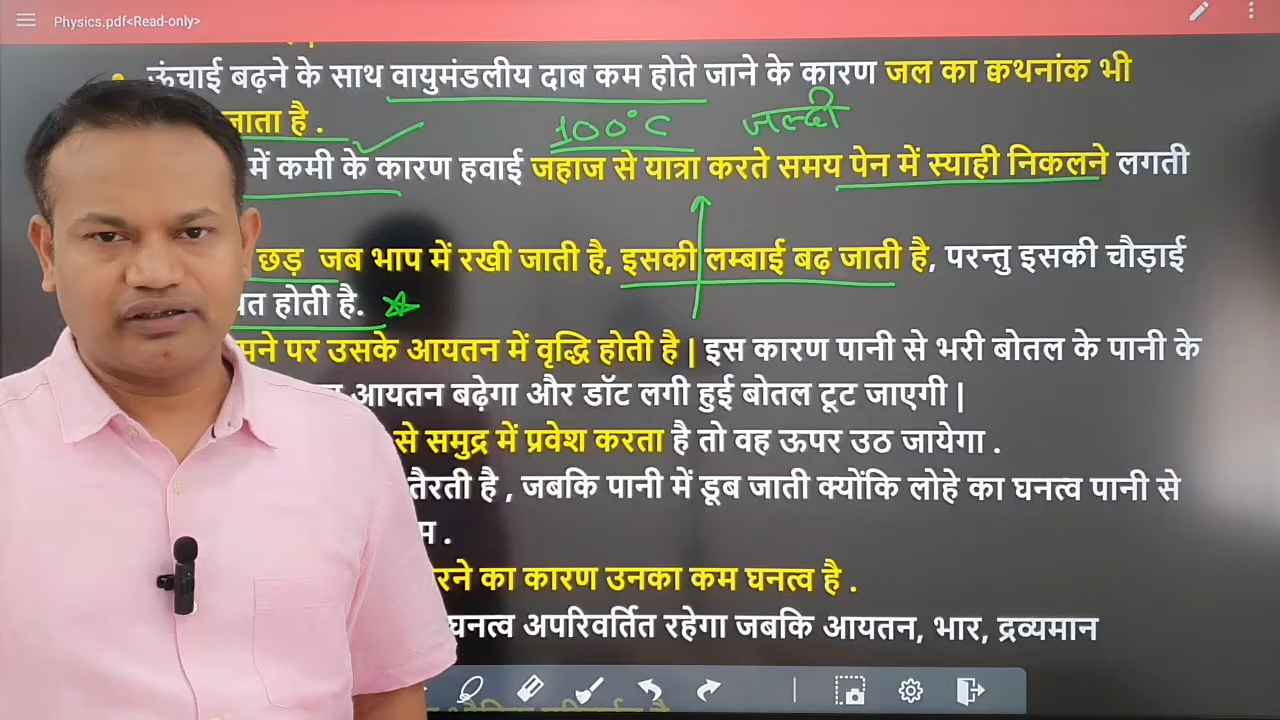 Physics.pdf<Read-only>
ऊंचाई बढ़ने के साथ वायुमंडलीय दाब कम होते जाने के कारण जल का क्वथनांक भी
जाता है .
100°C जल्दी
में कमी के कारण हवाई जहाज से यात्रा करते समय पेन में स्याही निकलने लगती
छड़ जब भाप में रखी जाती है, इसकी लम्बाई बढ़ जाती है, परन्तु इसकी चौड़ाई
होती है.
पर उसके आयतन में वृद्धि होती है | इस कारण पानी से भरी बोतल के पानी के
आयतन बढ़ेगा और डॉट लगी हुई बोतल टूट जाएगी |
से समुद्र में प्रवेश करता है तो वह ऊपर उठ जायेगा .
तैरती है , जबकि पानी में डूब जाती क्योंकि लोहे का घनत्व पानी से
का कारण उनका कम घनत्व है .
घनत्व अपरिवर्तित रहेगा जबकि आयतन, भार, द्रव्यमान